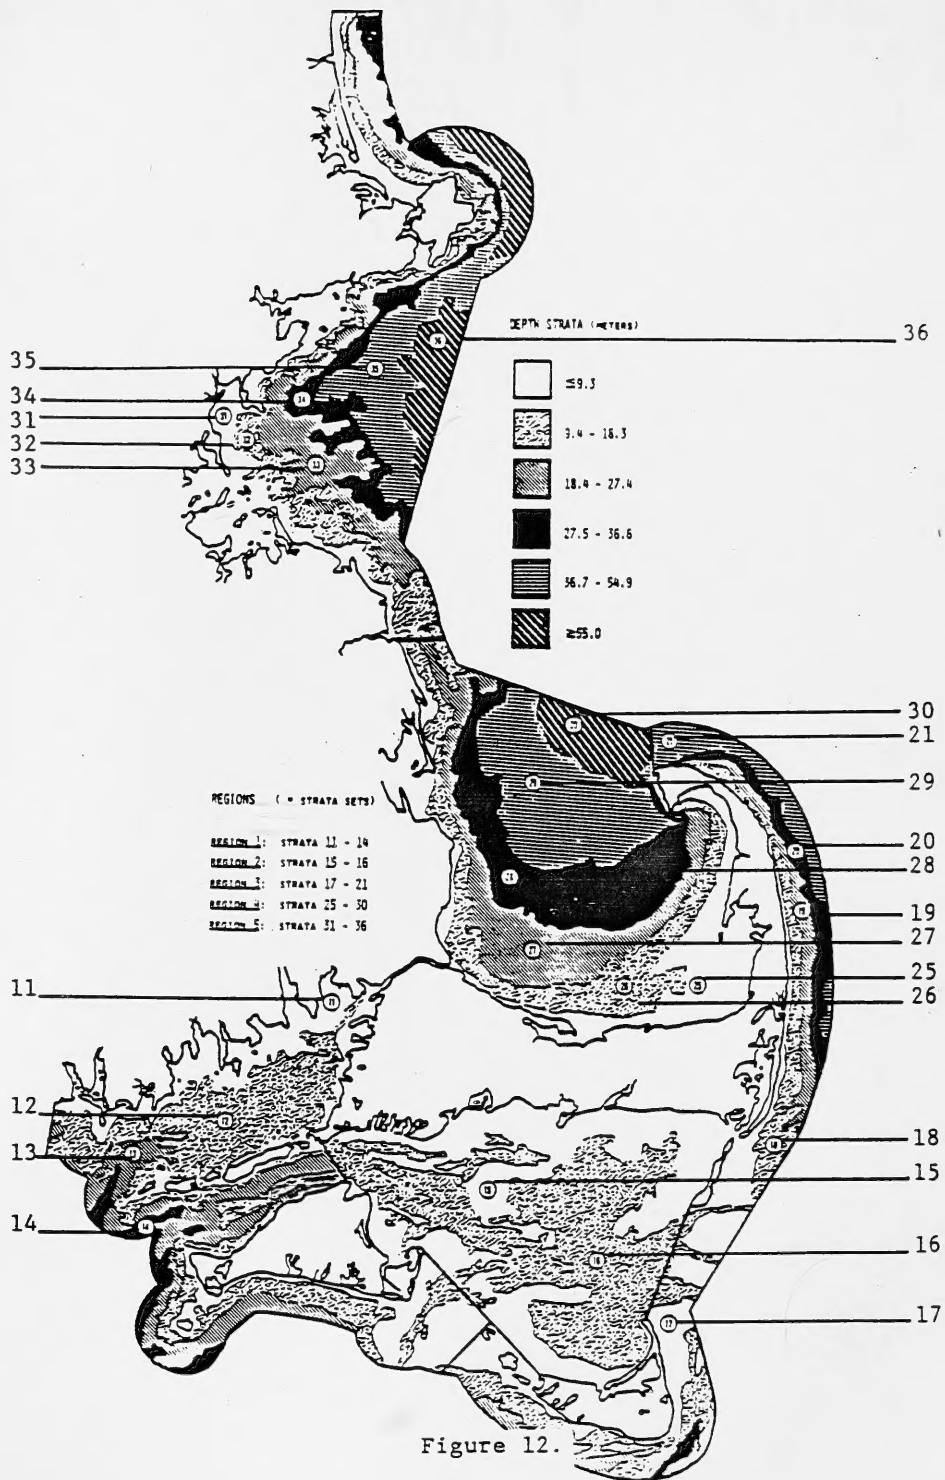 DEPTH STRATA (METERS)
≤9.3
9.4 - 18.3
18.4 - 27.4
27.5 - 36.6
36.7 - 54.9
≥55.0
36
35
34
31
32
33
30
21
29
20
28
19
27
25
26
REGIONS ( = STRATA SETS)
REGION 1: STRATA 11 - 14
REGION 2: STRATA 15 - 16
REGION 3: STRATA 17 - 21
REGION 4: STRATA 25 - 30
REGION 5: STRATA 31 - 36
11
12
13
14
18
15
16
17
Figure 12.